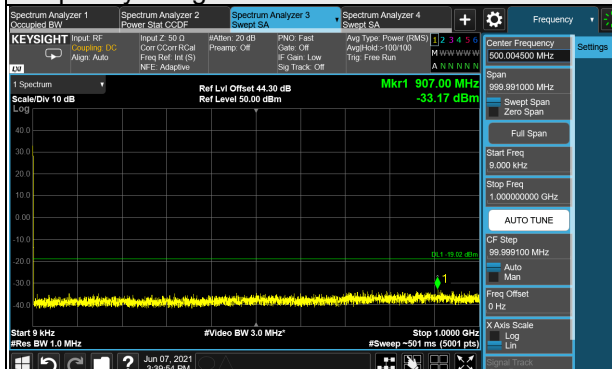 Spectrum Analyzer 1
Occupied BW
Spectrum Analyzer 2
Power Stat CCDF
Spectrum Analyzer 3
Swept SA
Spectrum Analyzer 4
Swept SA
+
Frequency
KEYSIGHT
LXI
Input: RF
Coupling: DC
Align: Auto
Input Z: 50 Ω
Corr CCorr RCal
Freq Ref: Int (S)
NFE: Adaptive
#Atten: 20 dB
Preamp: Off
PNO: Fast
Gate: Off
IF Gain: Low
Sig Track: Off
Avg Type: Power (RMS)
Avg|Hold:>100/100
Trig: Free Run
1 2 3 4 5 6
M W W W W W
A N N N N N
1 Spectrum
Scale/Div 10 dB
Log
Ref Lvl Offset 44.30 dB
Ref Level 50.00 dBm
Mkr1 907.00 MHz
-33.17 dBm
40.0
30.0
20.0
10.0
0.00
-10.0
-20.0
-30.0
-40.0
DL1 -19.02 dBm
1
Start 9 kHz
#Res BW 1.0 MHz
#Video BW 3.0 MHz*
Stop 1.0000 GHz
#Sweep ~501 ms (5001 pts)
Center Frequency
500.004500 MHz
Settings
Span
999.991000 MHz
Swept Span
Zero Span
Full Span
Start Freq
9.000 kHz
Stop Freq
1.000000000 GHz
AUTO TUNE
CF Step
99.999100 MHz
Auto
Man
Freq Offset
0 Hz
X Axis Scale
Log
Lin
Signal Track
?
Jun 07, 2021
3:39:54 PM